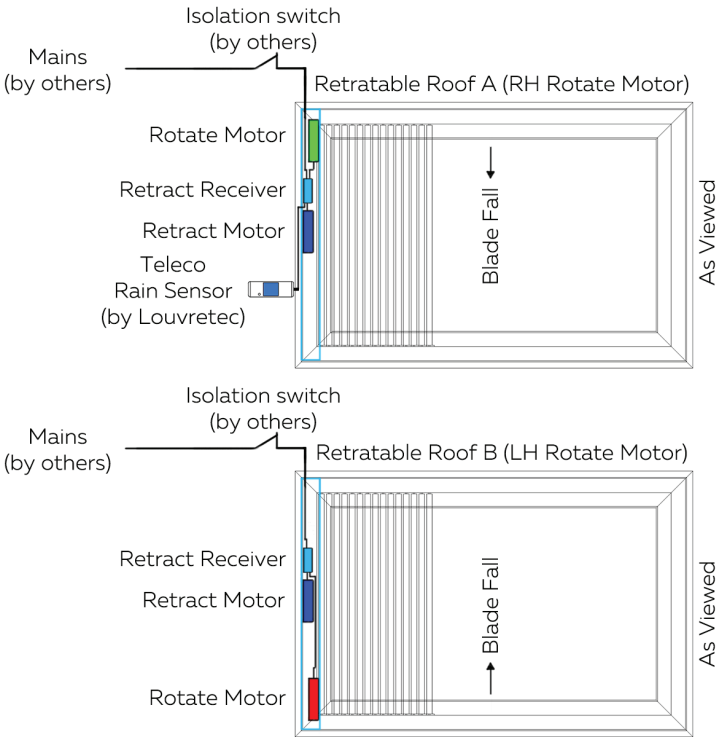 Isolation switch
(by others)
Mains
(by others)
Retratable Roof A (RH Rotate Motor)
Rotate Motor
Retract Receiver
Retract Motor
Teleco
Rain Sensor
(by Louvretec)
Blade Fall
As Viewed
Isolation switch
(by others)
Mains
(by others)
Retratable Roof B (LH Rotate Motor)
Retract Receiver
Retract Motor
Rotate Motor
Blade Fall
As Viewed